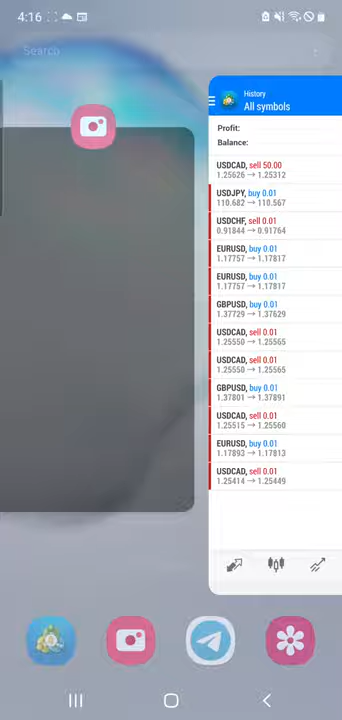 4:16
Search
History
All symbols
Profit:
Balance:
USDCAD, sell 50.00
1.25626 → 1.25312
USDJPY, buy 0.01
110.682 → 110.567
USDCHF, sell 0.01
0.91844 → 0.91764
EURUSD, buy 0.01
1.17757 → 1.17817
EURUSD, buy 0.01
1.17757 → 1.17817
GBPUSD, buy 0.01
1.37729 → 1.37629
USDCAD, sell 0.01
1.25550 → 1.25565
USDCAD, sell 0.01
1.25550 → 1.25565
GBPUSD, buy 0.01
1.37801 → 1.37891
USDCAD, sell 0.01
1.25515 → 1.25560
EURUSD, buy 0.01
1.17893 → 1.17813
USDCAD, sell 0.01
1.25414 → 1.25449